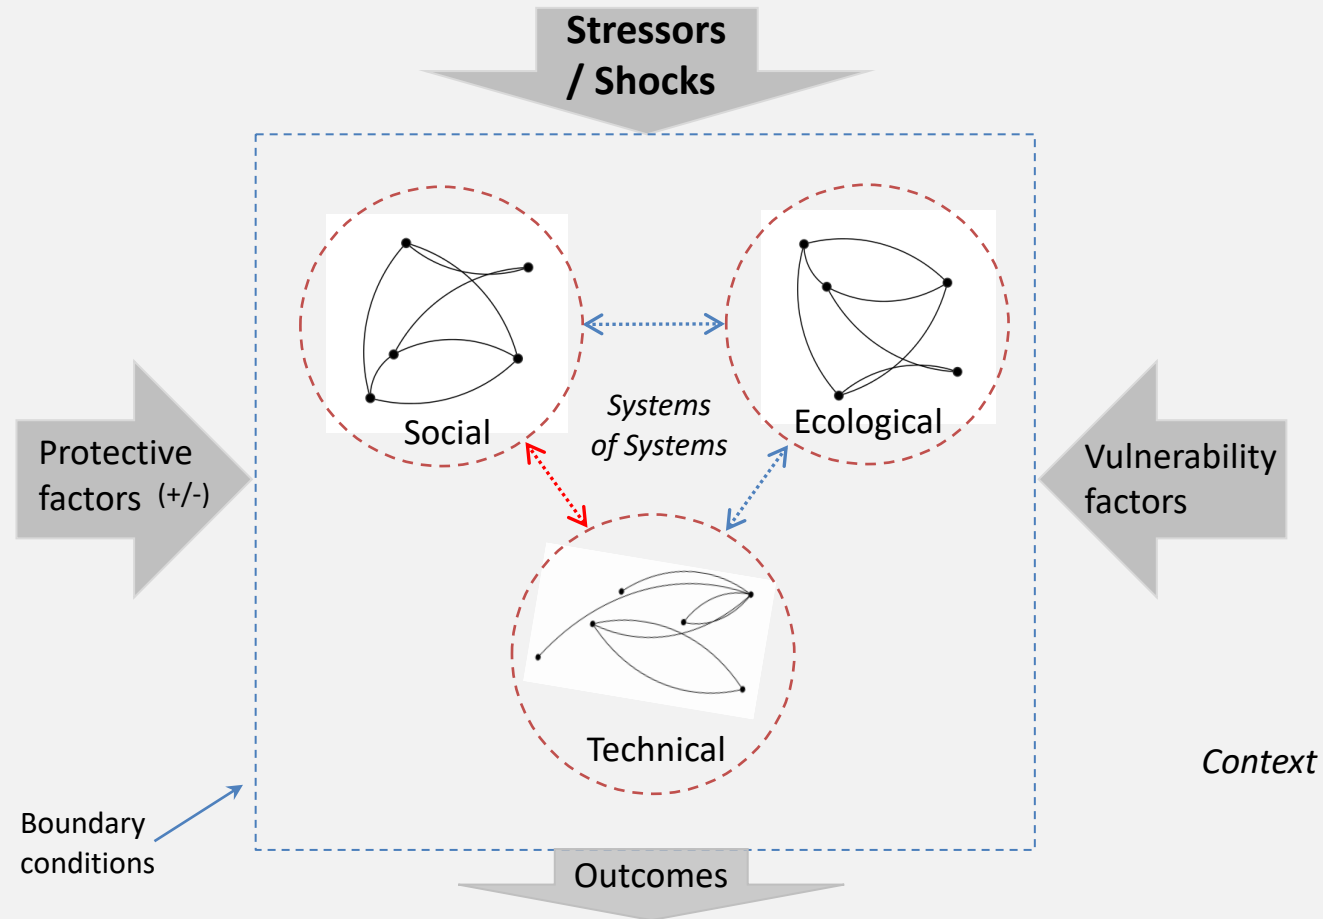 Stressors
/ Shocks
Social
Ecological
Systems
of Systems
Protective
factors (+/-)
Vulnerability
factors
Technical
Context
Boundary
conditions
Outcomes